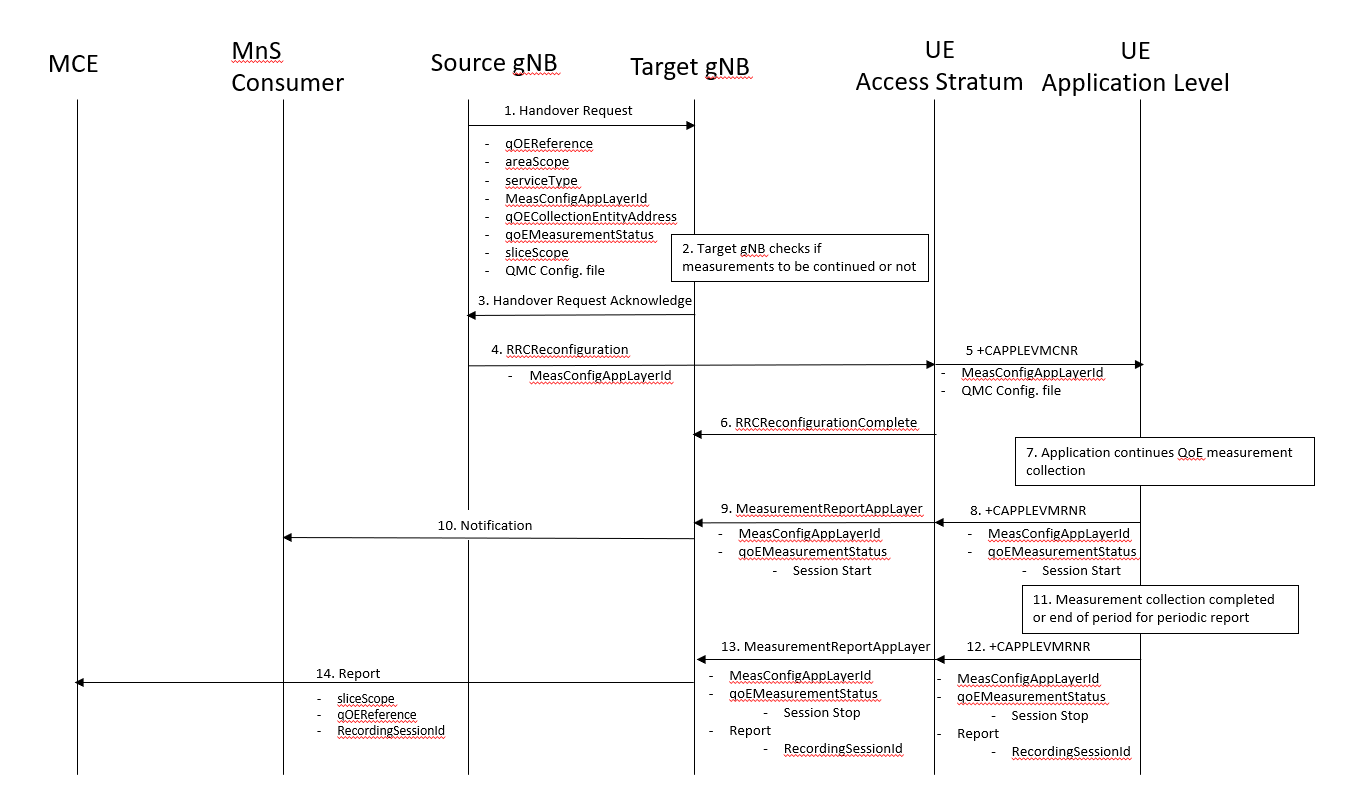 MCE
MnS
Consumer
Source gNB
Target gNB
UE
Access Stratum
UE
Application Level
1. Handover Request
- qOEReference
- areaScope
- serviceType
- MeasConfigAppLayerId
- qOECollectionEntityAddress
- qoEMeasurementStatus
- sliceScope
- QMC Config. file
2. Target gNB checks if
measurements to be continued or not
3. Handover Request Acknowledge
4. RRCReconfiguration
- MeasConfigAppLayerId
5 +CAPPLEVMCNR
- MeasConfigAppLayerId
- QMC Config. file
6. RRCReconfigurationComplete
7. Application continues QoE measurement
collection
8. +CAPPLEVMRNR
- MeasConfigAppLayerId
- qoEMeasurementStatus
- Session Start
9. MeasurementReportAppLayer
- MeasConfigAppLayerId
- qoEMeasurementStatus
- Session Start
10. Notification
11. Measurement collection completed
or end of period for periodic report
12. +CAPPLEVMRNR
- MeasConfigAppLayerId
- qoEMeasurementStatus
- Session Stop
- Report
- RecordingSessionId
13. MeasurementReportAppLayer
- MeasConfigAppLayerId
- qoEMeasurementStatus
- Session Stop
- Report
- RecordingSessionId
14. Report
- sliceScope
- qOEReference
- RecordingSessionId